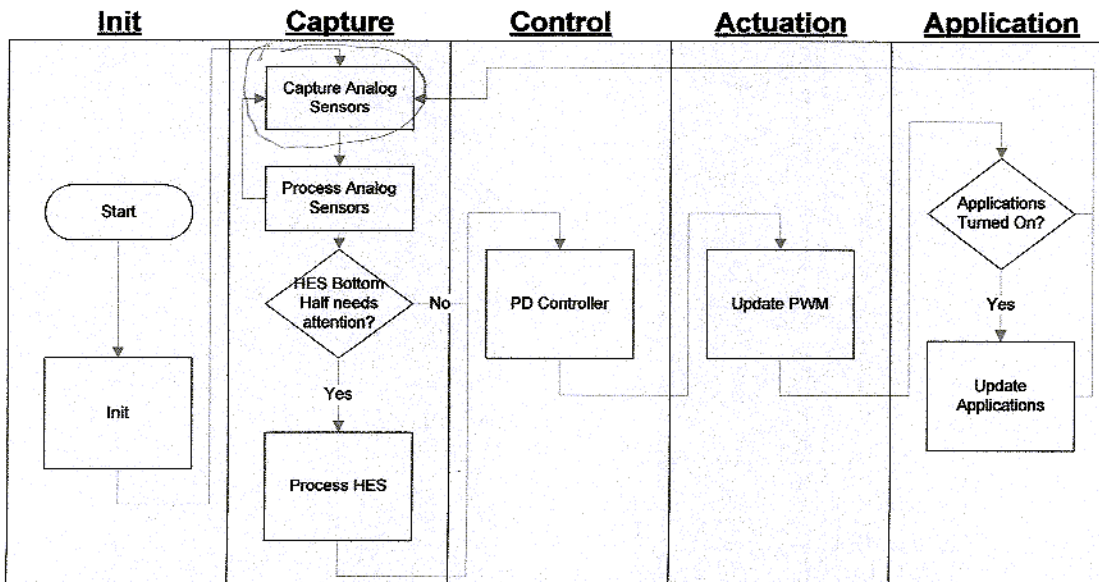 Init
Capture
Control
Actuation
Application
Start
Init
Capture Analog
Sensors
Process Analog
Sensors
HES Bottom
Half needs
attention?
No
Yes
Process HES
PD Controller
Update PWM
Applications
Turned On?
Yes
Update
Applications